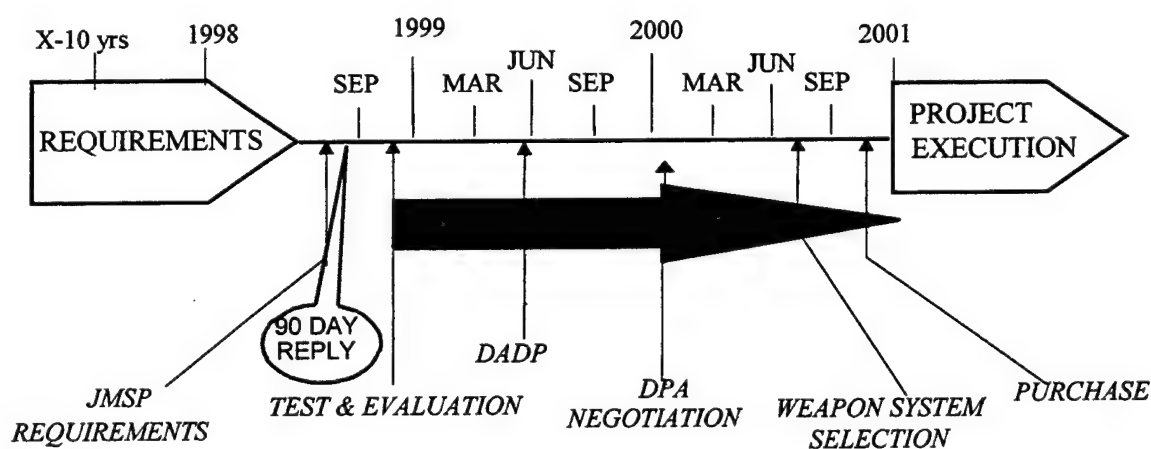 X-10 yrs 1998 1999 2000 2001
JUN JUN
SEP MAR SEP MAR SEP
REQUIREMENTS
PROJECT
EXECUTION
90 DAY
REPLY
JMSP
REQUIREMENTS
TEST & EVALUATION
DADP
DPA
NEGOTIATION
WEAPON SYSTEM
SELECTION
PURCHASE